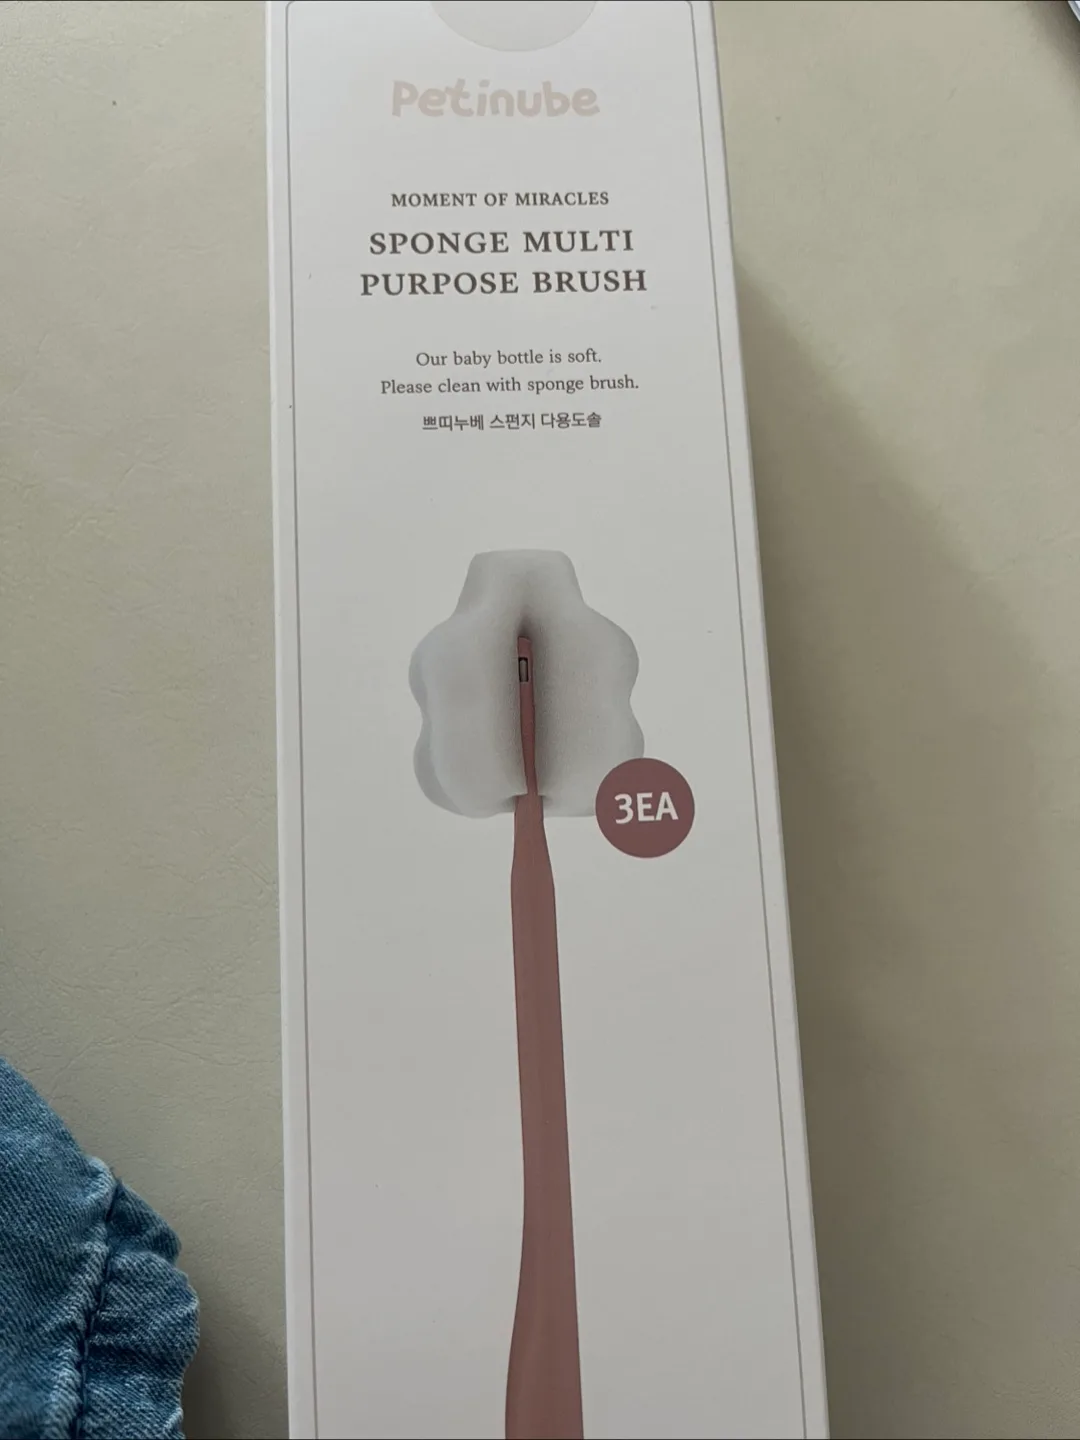 Petinube
MOMENT OF MIRACLES
SPONGE MULTI
PURPOSE BRUSH
Our baby bottle is soft.
Please clean with sponge brush.
쁘띠누베 스펀지 다용도솔
3EA